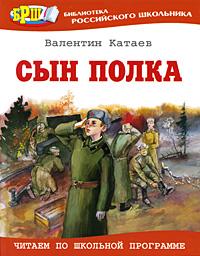 БРШ
БИБЛИОТЕКА
РОССИЙСКОГО ШКОЛЬНИКА
Валентин Катаев
СЫН ПОЛКА
ЧИТАЕМ ПО ШКОЛЬНОЙ ПРОГРАММЕ